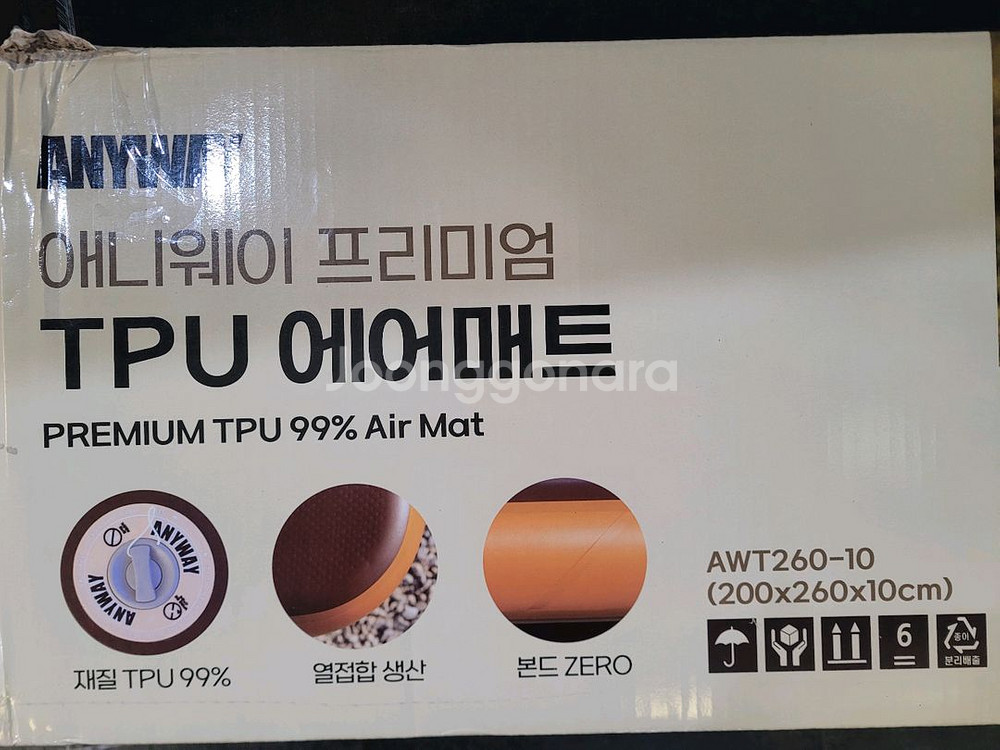 ANYWAY
애니웨이 프리미엄
TPU 에어매트
Joonggonara
PREMIUM TPU 99% Air Mat
ANYWAY
ANYWAY
재질 TPU 99%
열접합 생산
본드 ZERO
AWT260-10
(200x260x10cm)
6
종이
분리배출